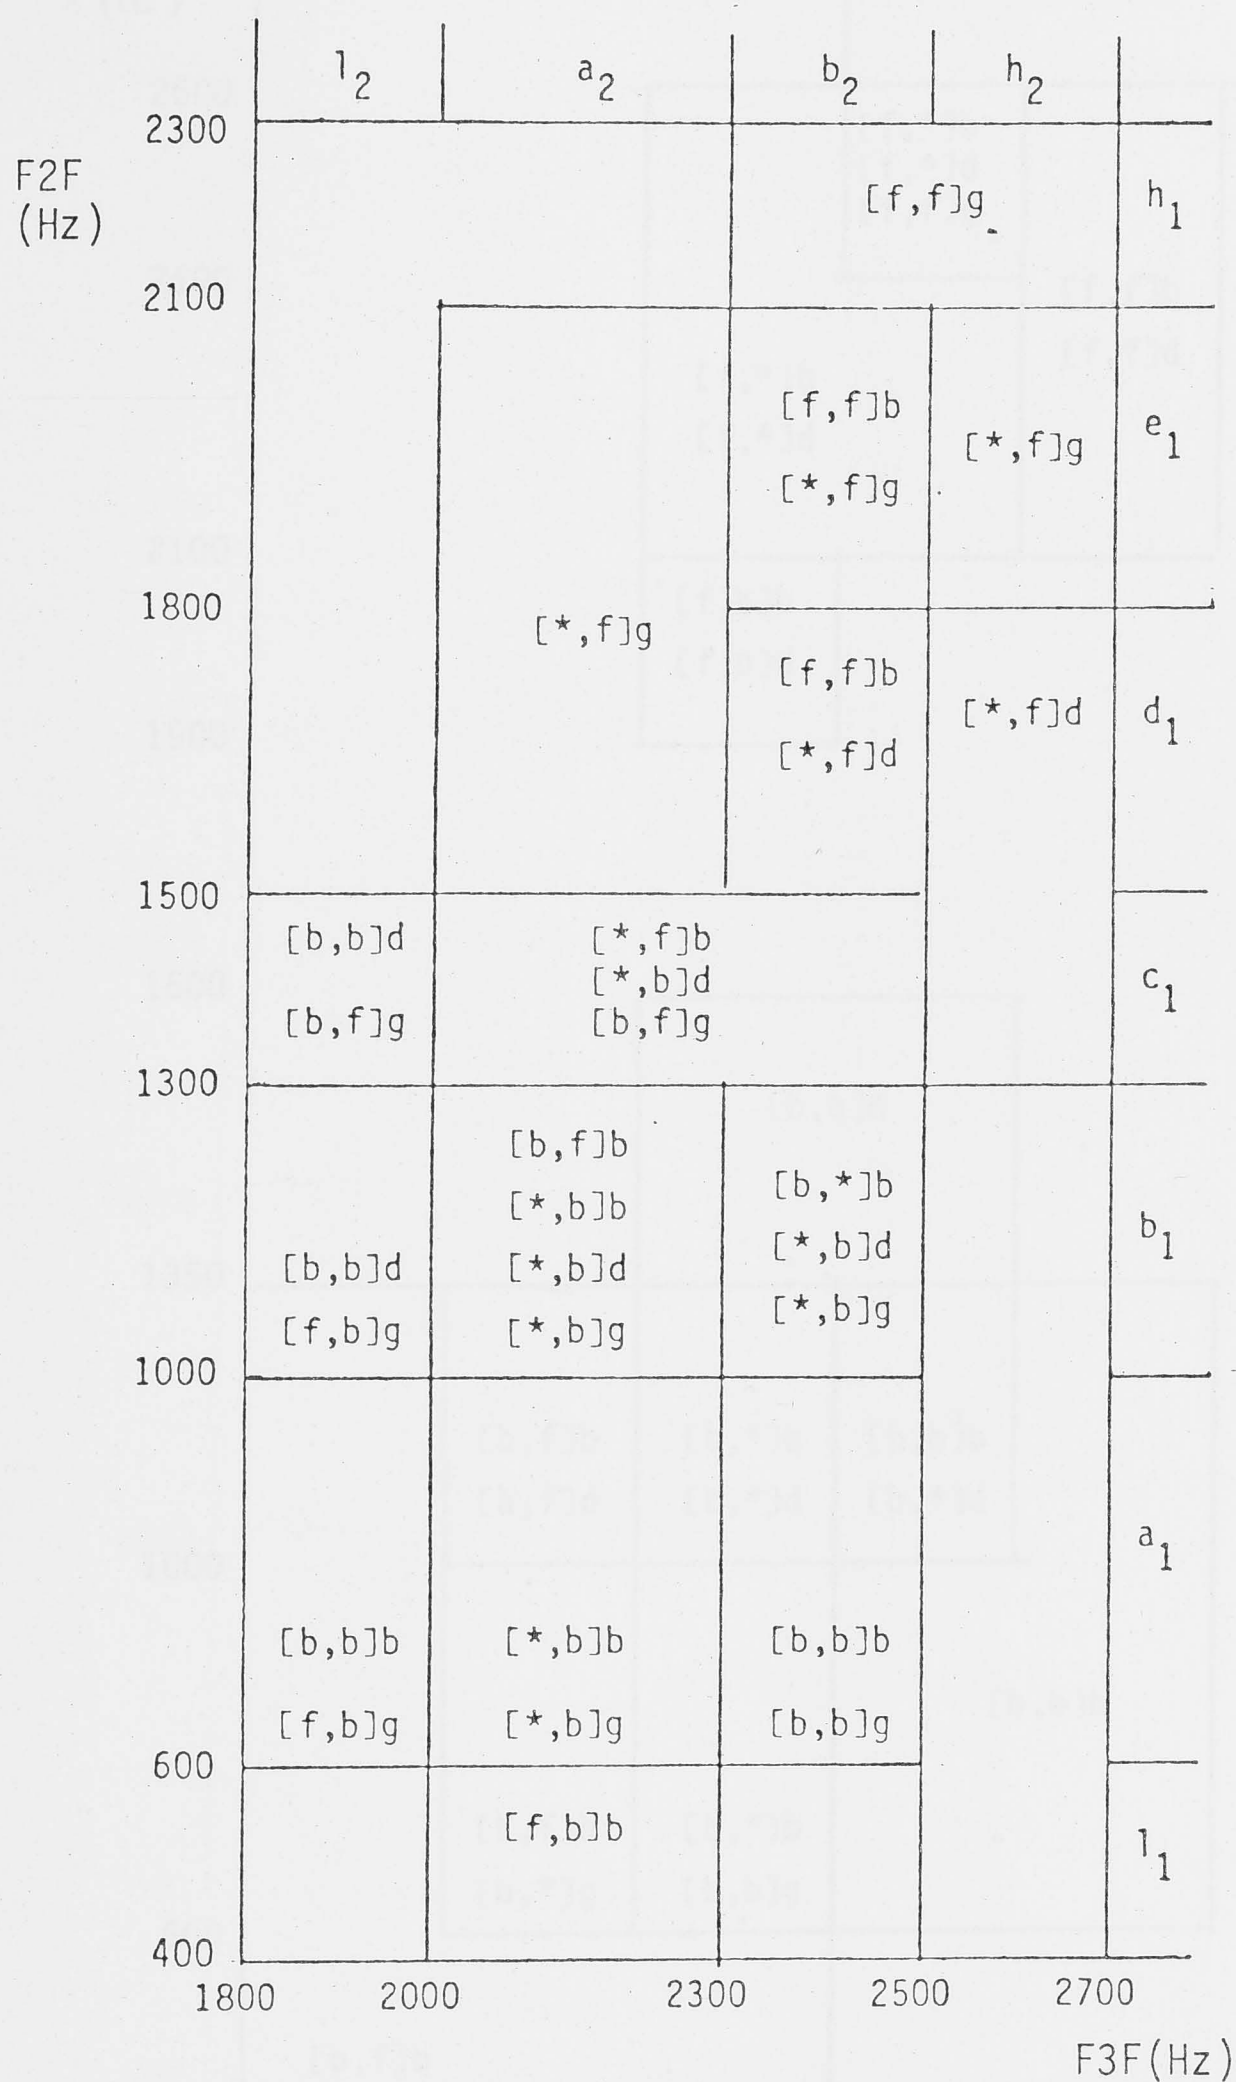 l2 a2 b2 h2
2300
F2F
(Hz)
[f,f]g h1
2100
[f,f]b
[*,f]g e1
[*,f]g
1800
[*,f]g
[f,f]b
[*,f]d d1
[*,f]d
1500
[b,b]d [*,f]b
[*,b]d c1
[b,f]g [b,f]g
1300
[b,f]b
[b,*]b
[*,b]b b1
[*,b]d
[b,b]d [*,b]d
[*,b]g
[f,b]g [*,b]g
1000
a1
[b,b]b [*,b]b [b,b]b
[f,b]g [*,b]g [b,b]g
600
[f,b]b l1
400
1800 2000 2300 2500 2700
F3F(Hz)